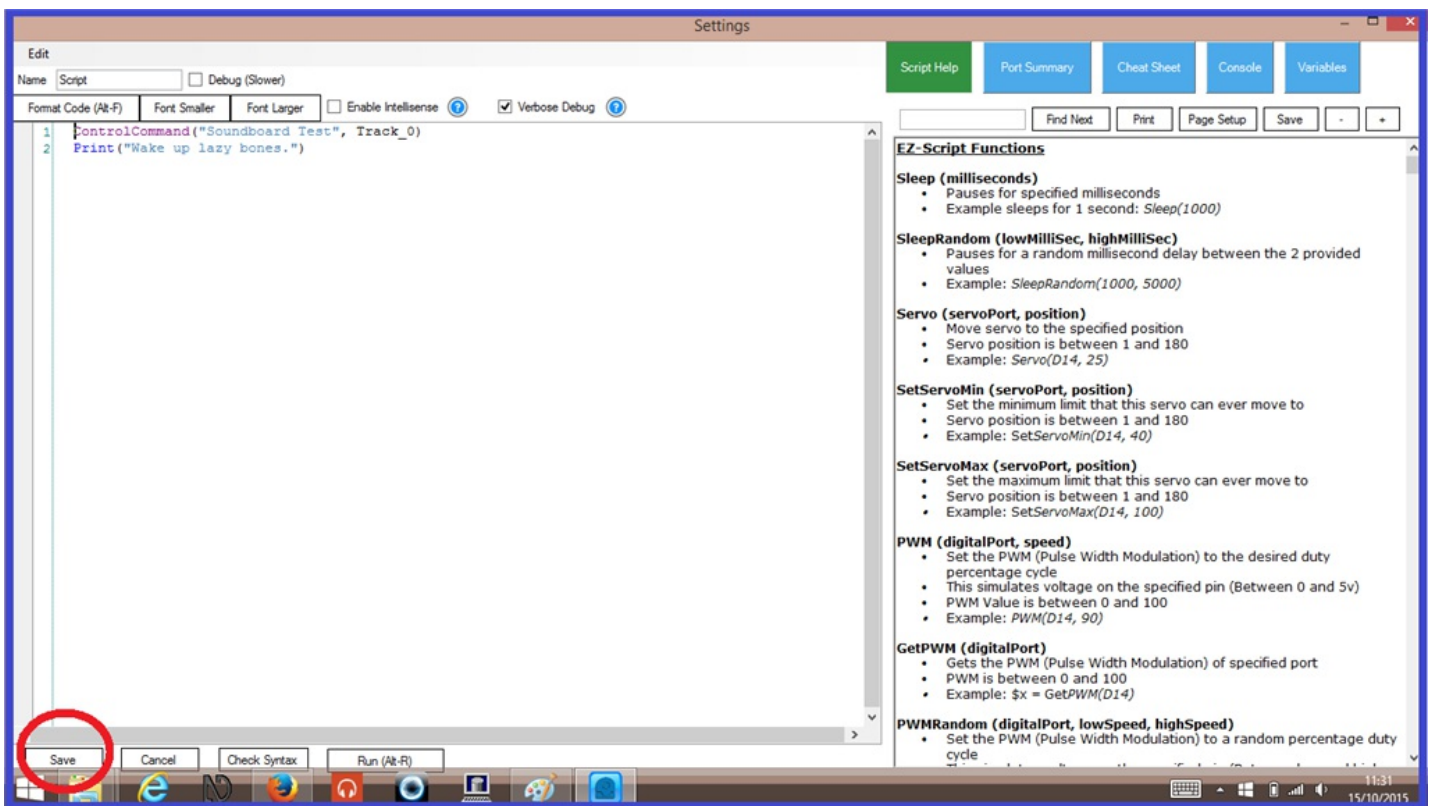 Settings
Edit
Name Script Debug (Slower)
Format Code (Alt-F) Font Smaller Font Larger Enable Intellisense ? Verbose Debug ?
1 ControlCommand("Soundboard Test", Track_0)
2 Print("Wake up lazy bones.")
Save Cancel Check Syntax Run (Alt-R)
Script Help Port Summary Cheat Sheet Console Variables
Find Next Print Page Setup Save - +
EZ-Script Functions
Sleep (milliseconds)
• Pauses for specified milliseconds
• Example sleeps for 1 second: Sleep(1000)
SleepRandom (lowMilliSec, highMilliSec)
• Pauses for a random millisecond delay between the 2 provided
values
• Example: SleepRandom(1000, 5000)
Servo (servoPort, position)
• Move servo to the specified position
• Servo position is between 1 and 180
• Example: Servo(D14, 25)
SetServoMin (servoPort, position)
• Set the minimum limit that this servo can ever move to
• Servo position is between 1 and 180
• Example: SetServoMin(D14, 40)
SetServoMax (servoPort, position)
• Set the maximum limit that this servo can ever move to
• Servo position is between 1 and 180
• Example: SetServoMax(D14, 100)
PWM (digitalPort, speed)
• Set the PWM (Pulse Width Modulation) to the desired duty
percentage cycle
• This simulates voltage on the specified pin (Between 0 and 5v)
• PWM Value is between 0 and 100
• Example: PWM(D14, 90)
GetPWM (digitalPort)
• Gets the PWM (Pulse Width Modulation) of specified port
• PWM is between 0 and 100
• Example: $x = GetPWM(D14)
PWMRandom (digitalPort, lowSpeed, highSpeed)
• Set the PWM (Pulse Width Modulation) to a random percentage duty
cycle
11:31
15/10/2015